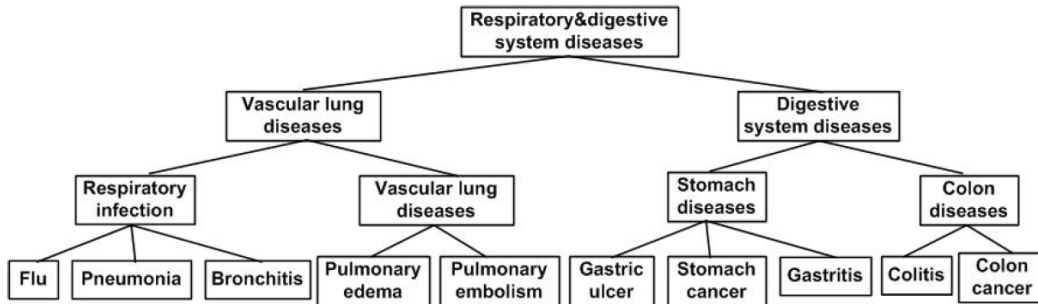 Respiratory&digestive
system diseases
Vascular lung
diseases
Digestive
system diseases
Respiratory
infection
Vascular lung
diseases
Stomach
diseases
Colon
diseases
Flu
Pneumonia
Bronchitis
Pulmonary
edema
Pulmonary
embolism
Gastric
ulcer
Stomach
cancer
Gastritis
Colitis
Colon
cancer